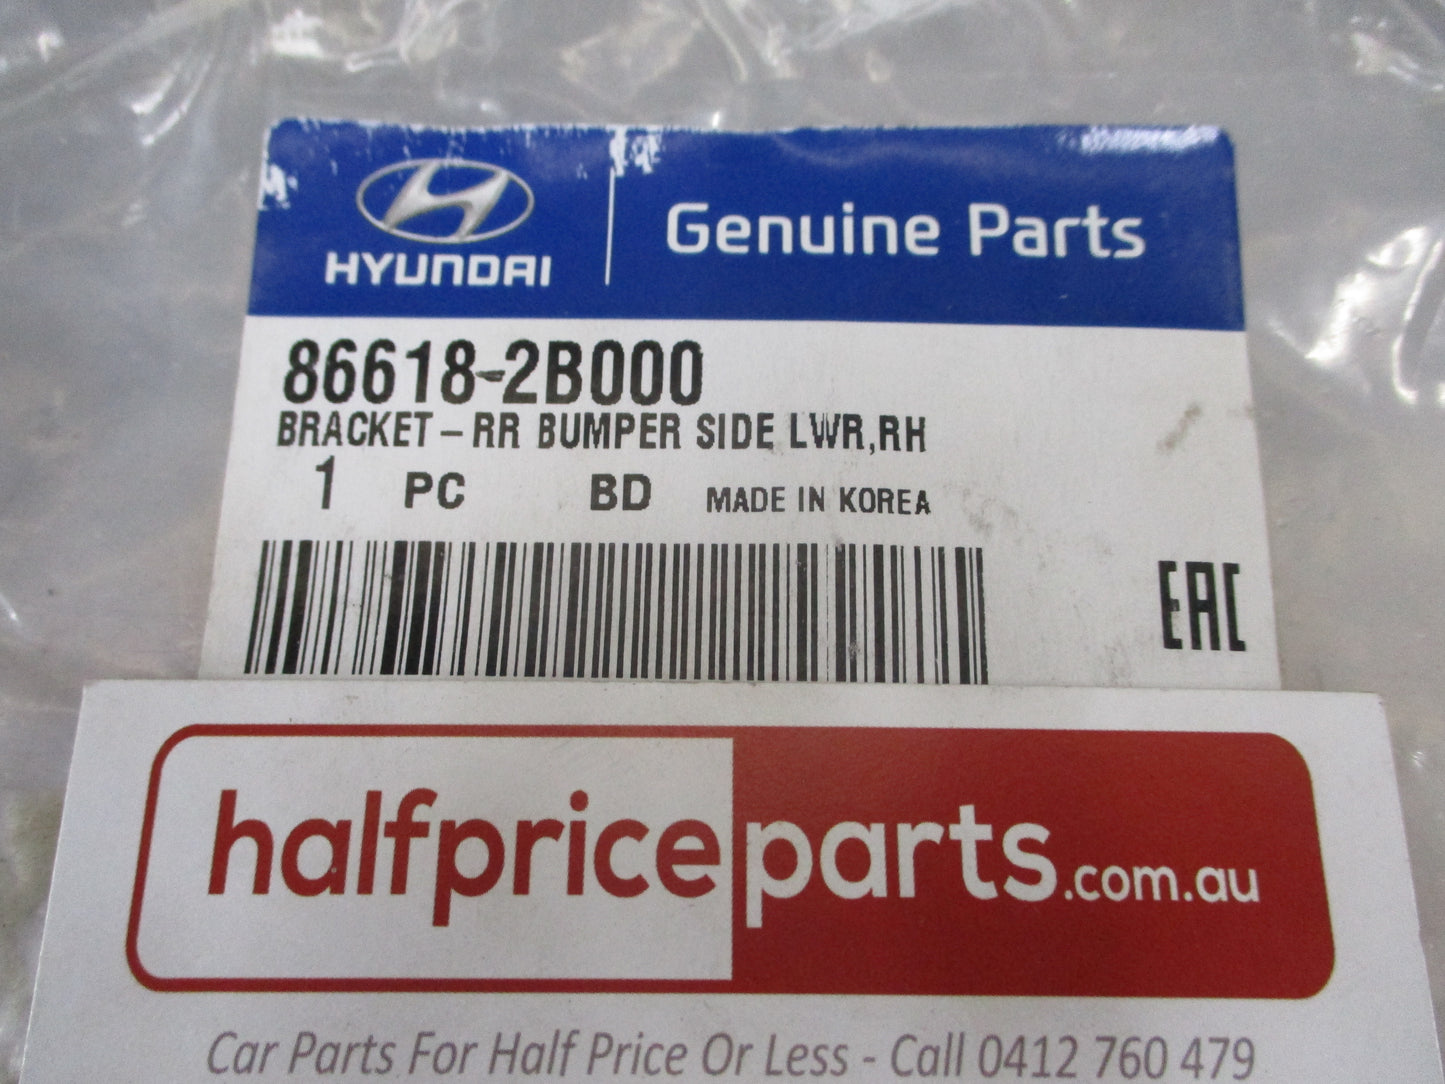 HYUNDAI
Genuine Parts
86618-2B000
BRACKET-RR BUMPER SIDE LWR,RH
1 PC BD MADE IN KOREA
EAC
halfpriceparts.com.au
Car Parts For Half Price Or Less - Call 0412 760 479